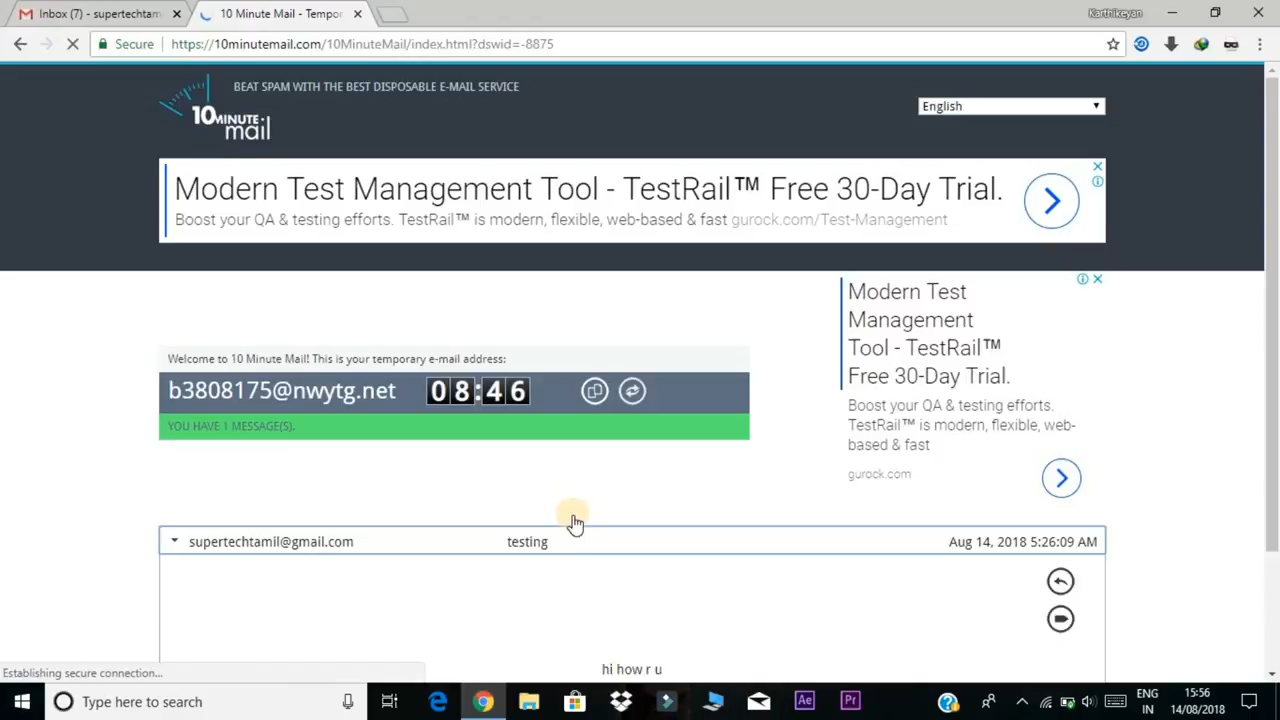 Inbox (7) - supertechtam
10 Minute Mail - Tempor
Karthikeyan
Secure
https://10minutemail.com/10MinuteMail/index.html?dswid=-8875
BEAT SPAM WITH THE BEST DISPOSABLE E-MAIL SERVICE
10MINUTE
mail
English
Modern Test Management Tool - TestRail™ Free 30-Day Trial.
Boost your QA & testing efforts. TestRail™ is modern, flexible, web-based & fast gurock.com/Test-Management
Modern Test
Management
Tool - TestRail™
Free 30-Day Trial.
Boost your QA & testing efforts.
TestRail™ is modern, flexible, web-
based & fast
gurock.com
Welcome to 10 Minute Mail! This is your temporary e-mail address:
b3808175@nwytg.net
08:46
YOU HAVE 1 MESSAGE(S).
supertechtamil@gmail.com
testing
Aug 14, 2018 5:26:09 AM
hi how r u
Establishing secure connection...
Type here to search
Ae
Pr
ENG
IN
15:56
14/08/2018